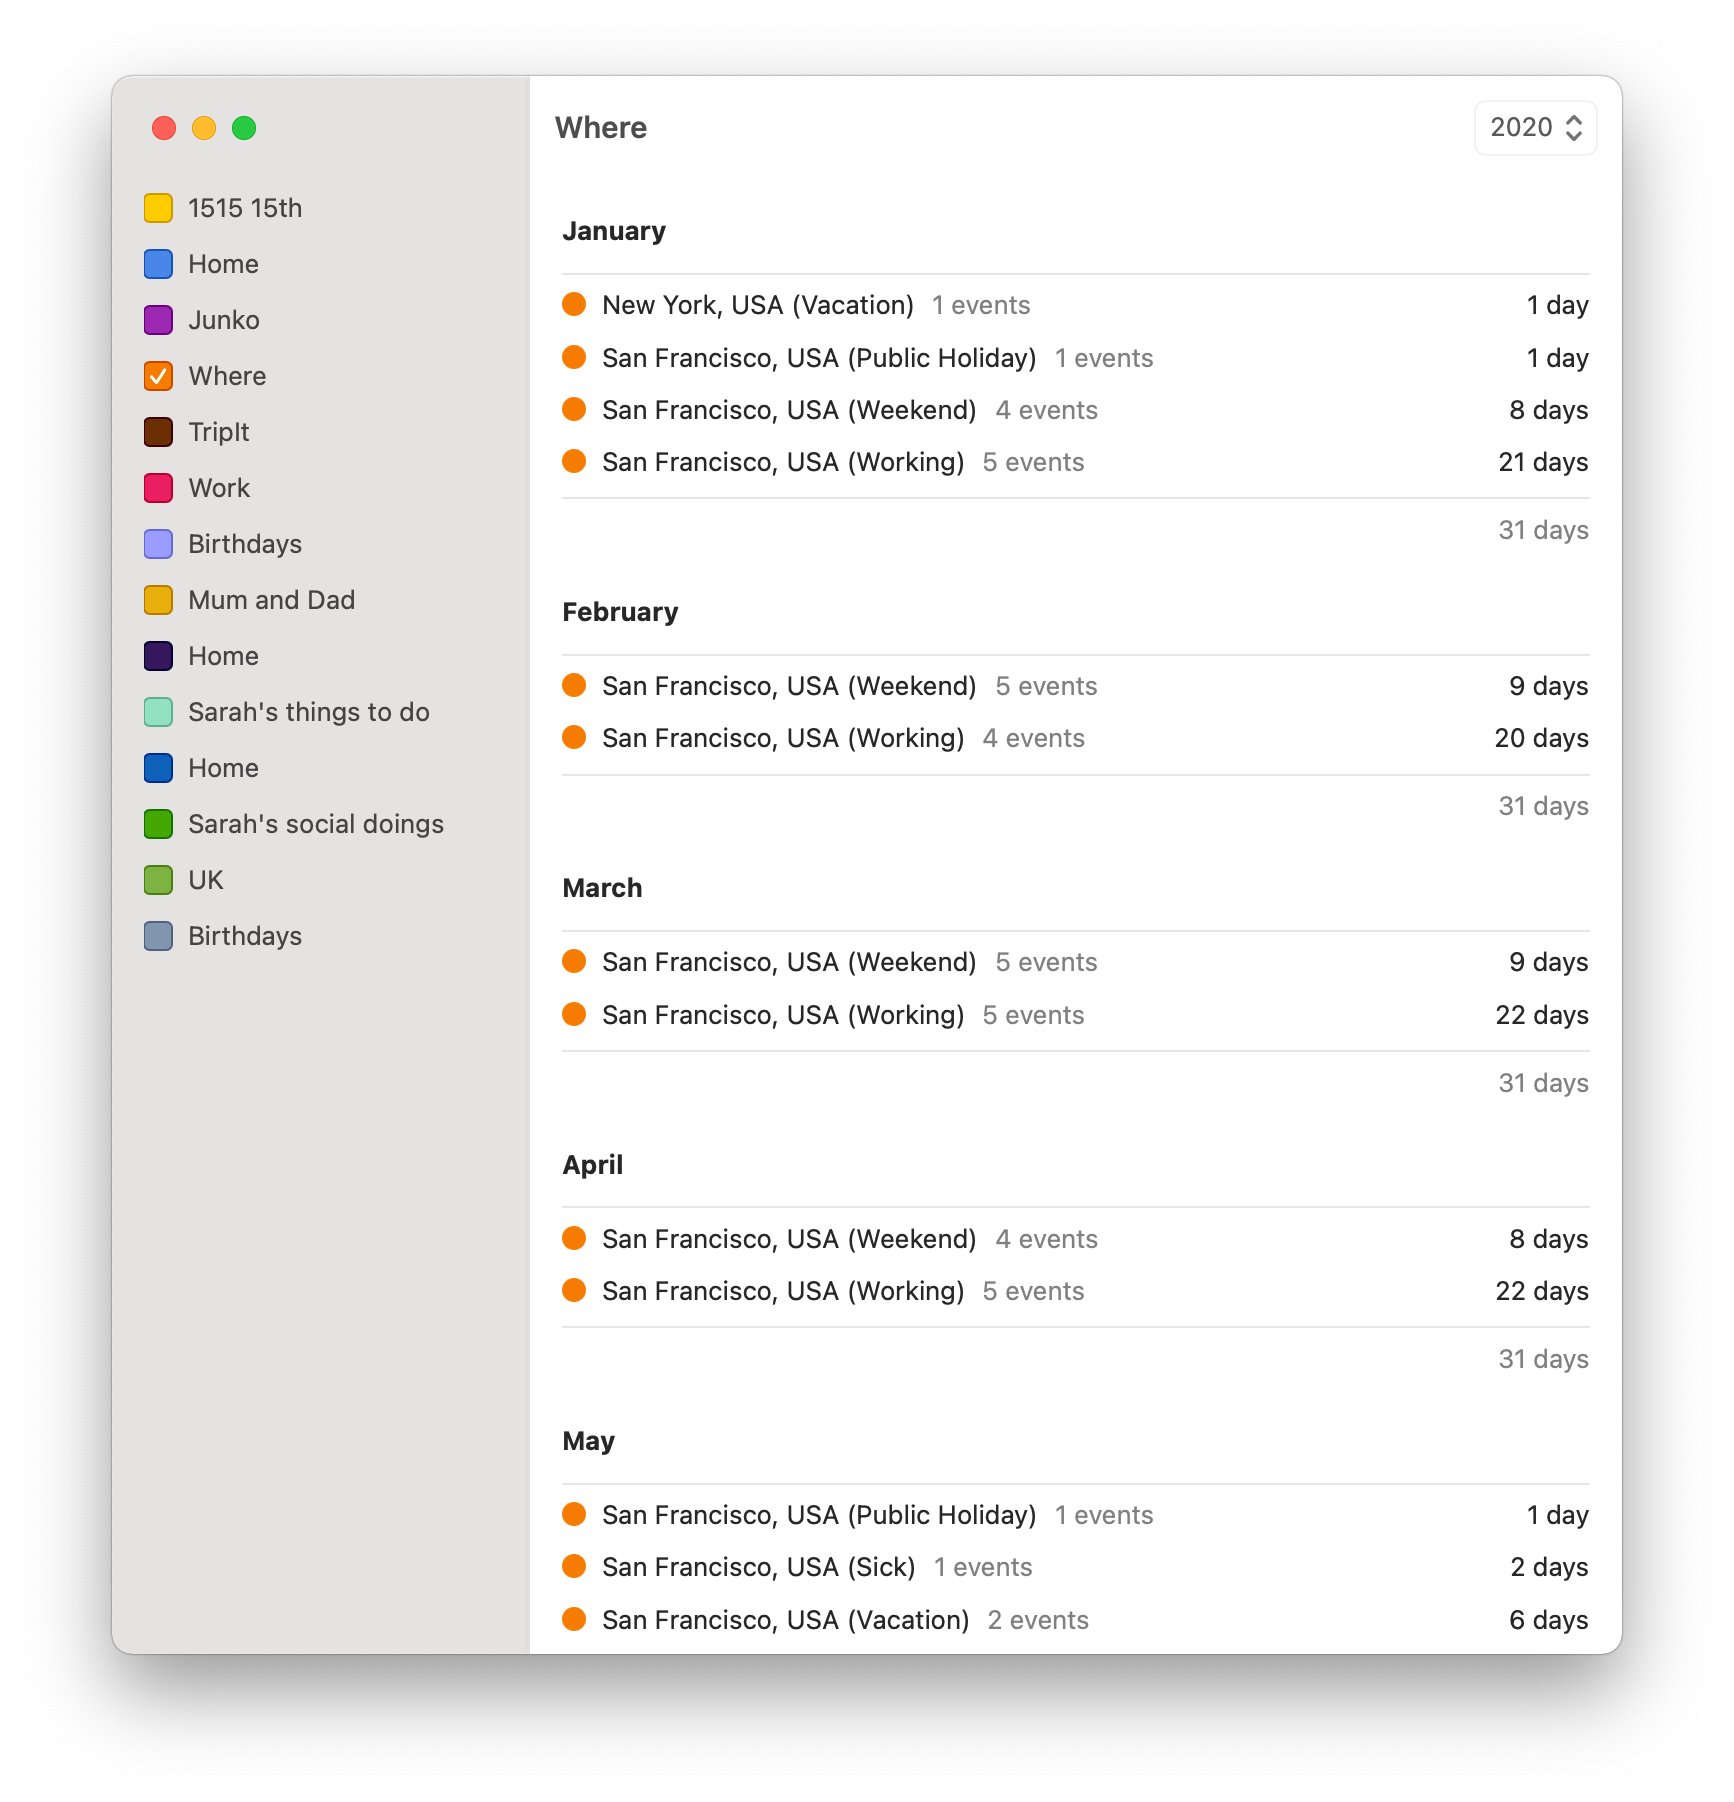 1515 15th
Home
Junko
Where
TripIt
Work
Birthdays
Mum and Dad
Home
Sarah's things to do
Home
Sarah's social doings
UK
Birthdays
Where 2020
January
New York, USA (Vacation) 1 events 1 day
San Francisco, USA (Public Holiday) 1 events 1 day
San Francisco, USA (Weekend) 4 events 8 days
San Francisco, USA (Working) 5 events 21 days
31 days
February
San Francisco, USA (Weekend) 5 events 9 days
San Francisco, USA (Working) 4 events 20 days
31 days
March
San Francisco, USA (Weekend) 5 events 9 days
San Francisco, USA (Working) 5 events 22 days
31 days
April
San Francisco, USA (Weekend) 4 events 8 days
San Francisco, USA (Working) 5 events 22 days
31 days
May
San Francisco, USA (Public Holiday) 1 events 1 day
San Francisco, USA (Sick) 1 events 2 days
San Francisco, USA (Vacation) 2 events 6 days